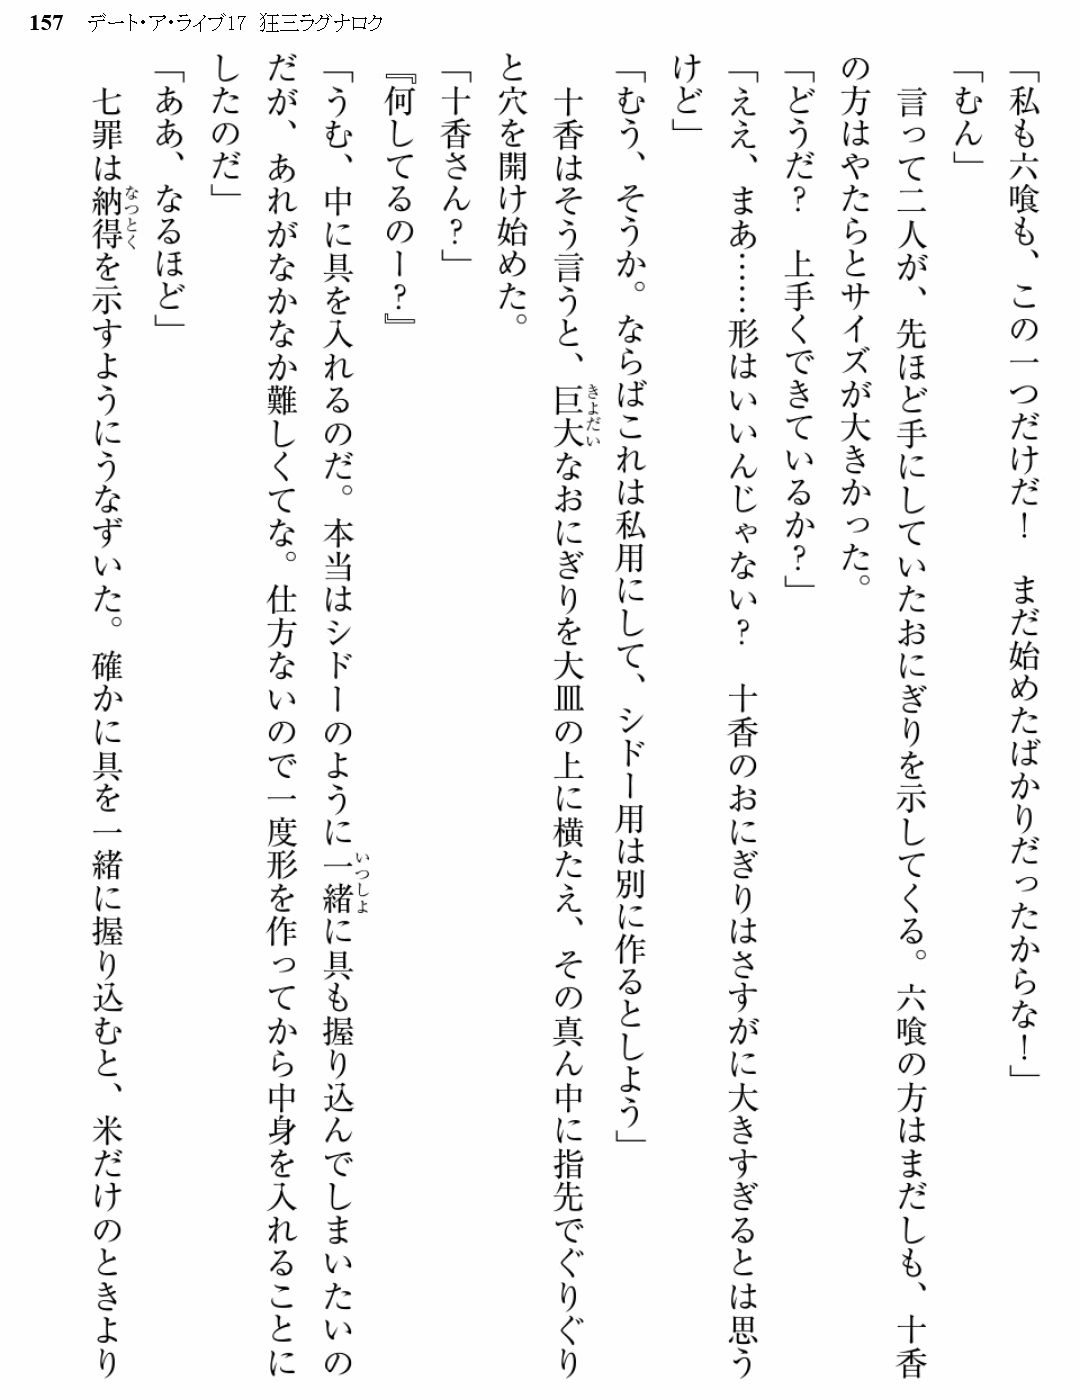 157 デート・ア・ライブ17 狂三ラグナロク
「私も六喰も、この一つだけだ！　まだ始めたばかりだったからな！」
「むん」
　言って二人が、先ほど手にしていたおにぎりを示してくる。六喰の方はまだしも、十香
の方はやたらとサイズが大きかった。
「どうだ？　上手くできているか？」
「ええ、まあ……形はいいんじゃない？　十香のおにぎりはさすがに大きすぎるとは思う
けど」
「むう、そうか。ならばこれは私用にして、シドー用は別に作るとしよう」
　十香はそう言うと、巨大なおにぎりを大皿の上に横たえ、その真ん中に指先でぐりぐり
きよだい
と穴を開け始めた。
「十香さん？」
『何してるのー？』
「うむ、中に具を入れるのだ。本当はシドーのように一緒に具も握り込んでしまいたいの
いつしよ
だが、あれがなかなか難しくてな。仕方ないので一度形を作ってから中身を入れることに
したのだ」
「ああ、なるほど」
　七罪は納得を示すようにうなずいた。確かに具を一緒に握り込むと、米だけのときより
なつとく